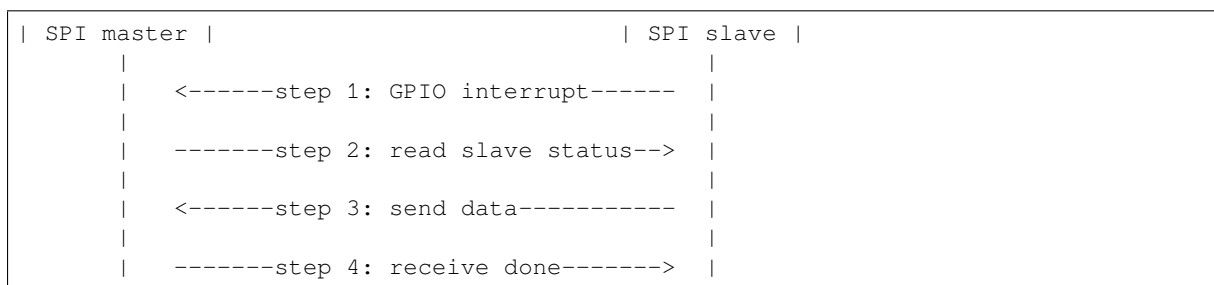 | SPI master |                                 | SPI slave |
       |                                           |
       |   <------step 1: GPIO interrupt------     |
       |                                           |
       |   -------step 2: read slave status-->     |
       |                                           |
       |   <------step 3: send data-----------     |
       |                                           |
       |   -------step 4: receive done------->     |